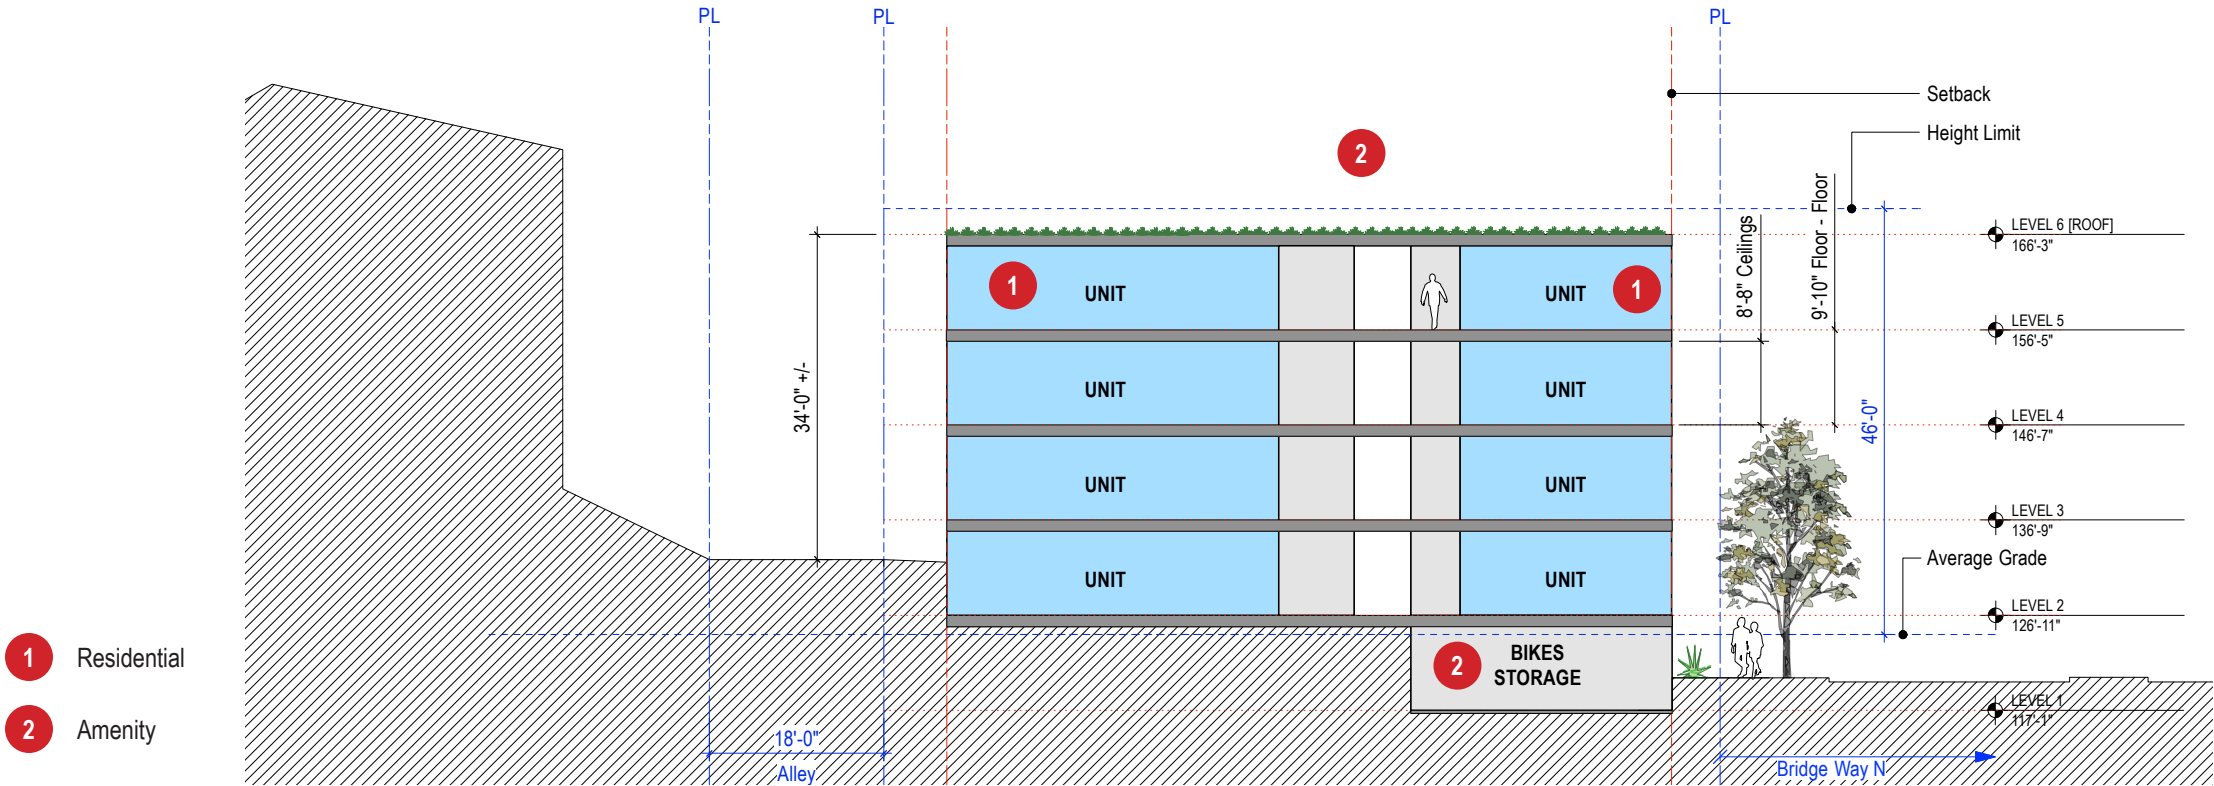 PL
PL
PL
Setback
Height Limit
2
9'-10" Floor - Floor
8'-8" Ceilings
LEVEL 6 [ROOF]
166'-3"
1
UNIT
UNIT
1
LEVEL 5
156'-5"
34'-0" +/-
UNIT
UNIT
46'-0"
LEVEL 4
146'-7"
UNIT
UNIT
LEVEL 3
136'-9"
Average Grade
UNIT
UNIT
LEVEL 2
126'-11"
1
Residential
2
BIKES
STORAGE
LEVEL 1
117'-1"
2
Amenity
18'-0"
Alley
Bridge Way N